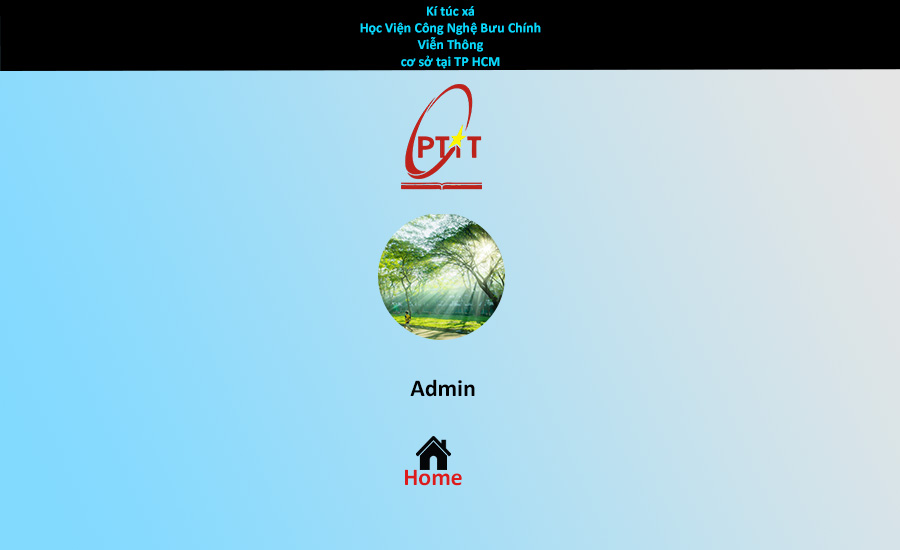 Kí túc xá
Học Viện Công Nghệ Bưu Chính
Viễn Thông
cơ sở tại TP HCM
PTIT
Admin
Home